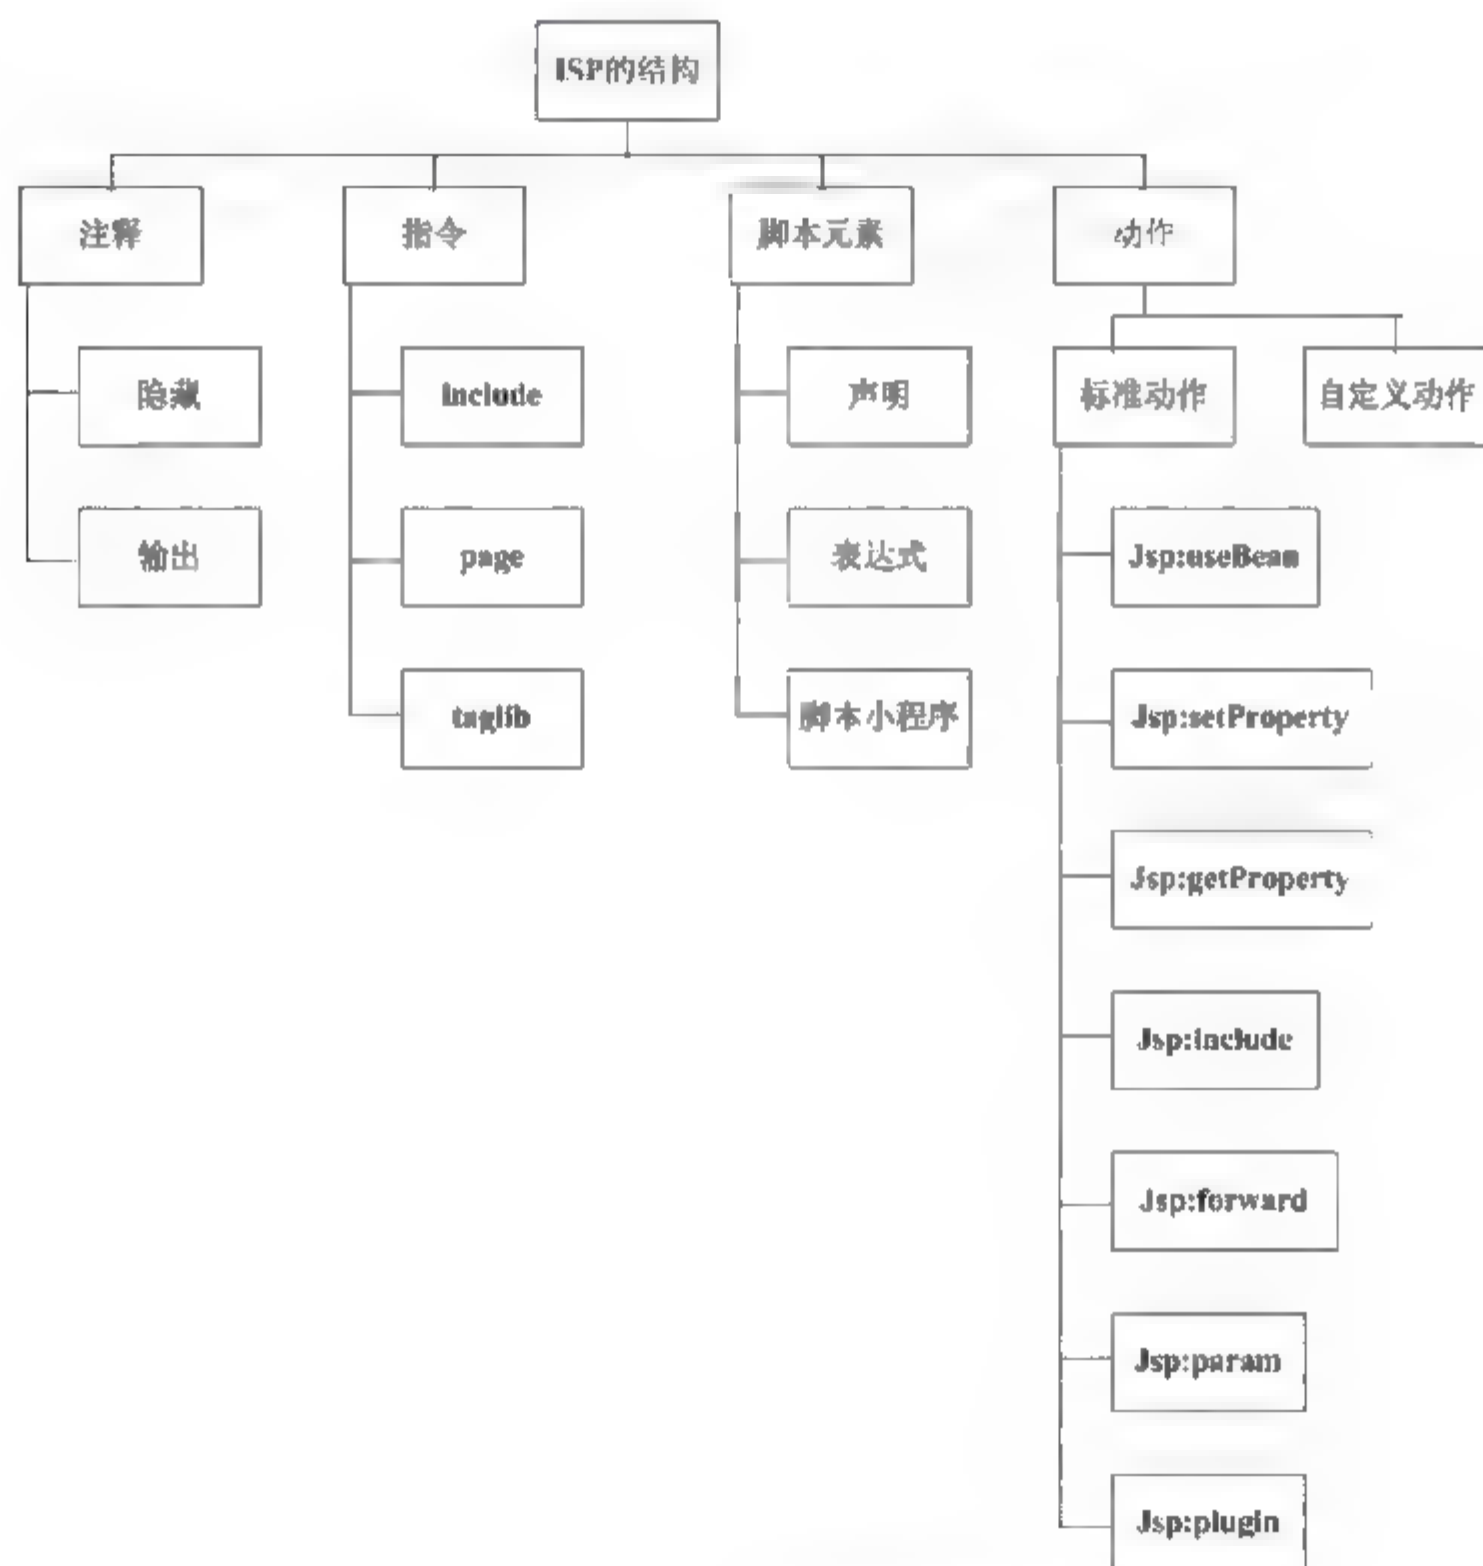 JSP的结构
注释
指令
脚本元素
动作
隐藏
include
声明
标准动作
自定义动作
输出
page
表达式
Jsp:useBean
taglib
脚本小程序
Jsp:setProperty
Jsp:getProperty
Jsp:include
Jsp:forward
Jsp:param
Jsp:plugin